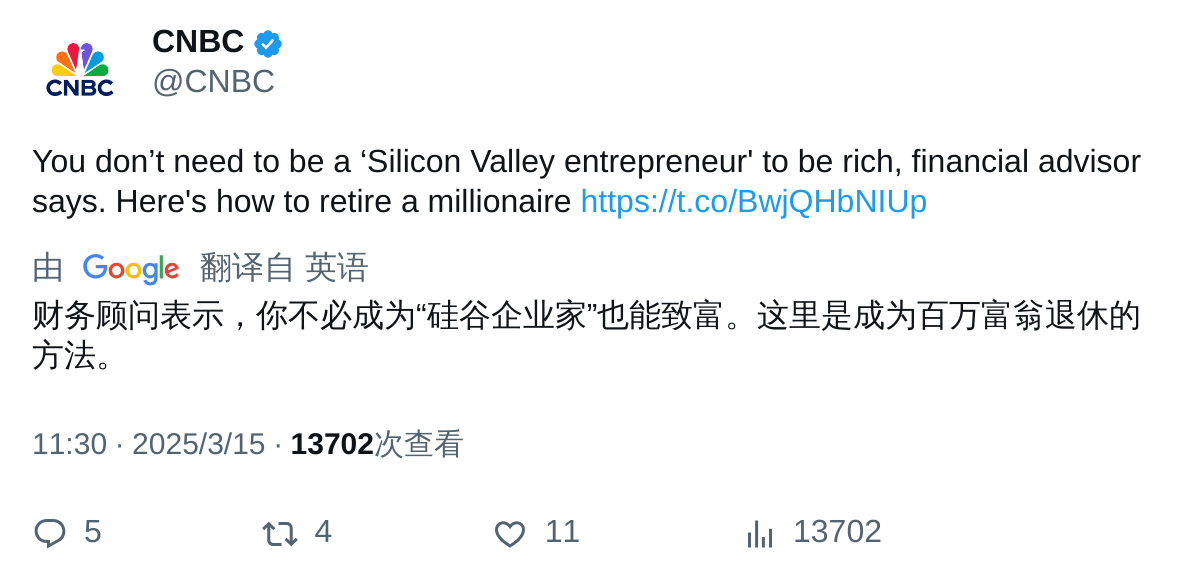 CNBC
CNBC
@CNBC
You don’t need to be a ‘Silicon Valley entrepreneur' to be rich, financial advisor
says. Here's how to retire a millionaire https://t.co/BwjQHbNIUp
由 Google 翻译自 英语
财务顾问表示，你不必成为“硅谷企业家”也能致富。这里是成为百万富翁退休的
方法。
11:30 · 2025/3/15 · 13702次查看
5 4 11 13702